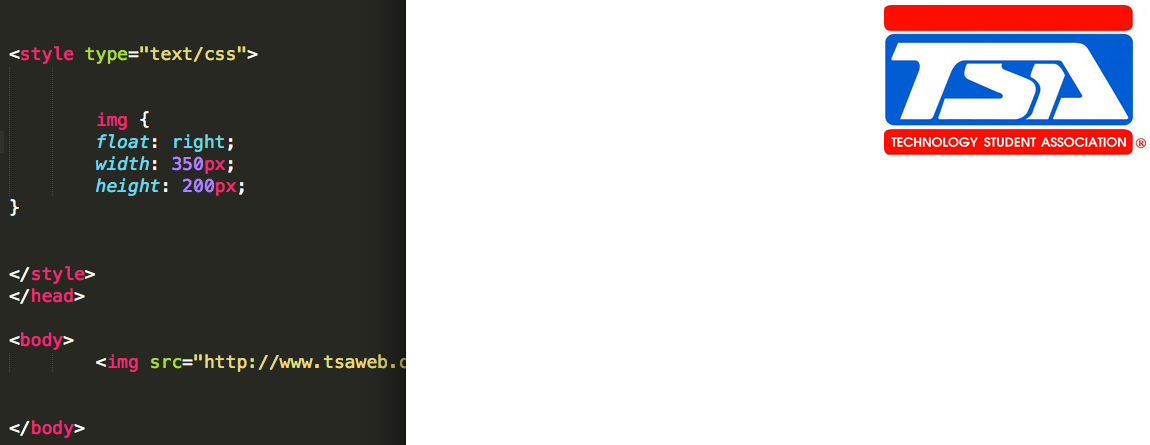 <style type="text/css">
img {
float: right;
width: 350px;
height: 200px;
}
</style>
</head>
<body>
<img src="http://www.tsaweb.c
</body>
TSA
TECHNOLOGY STUDENT ASSOCIATION ®